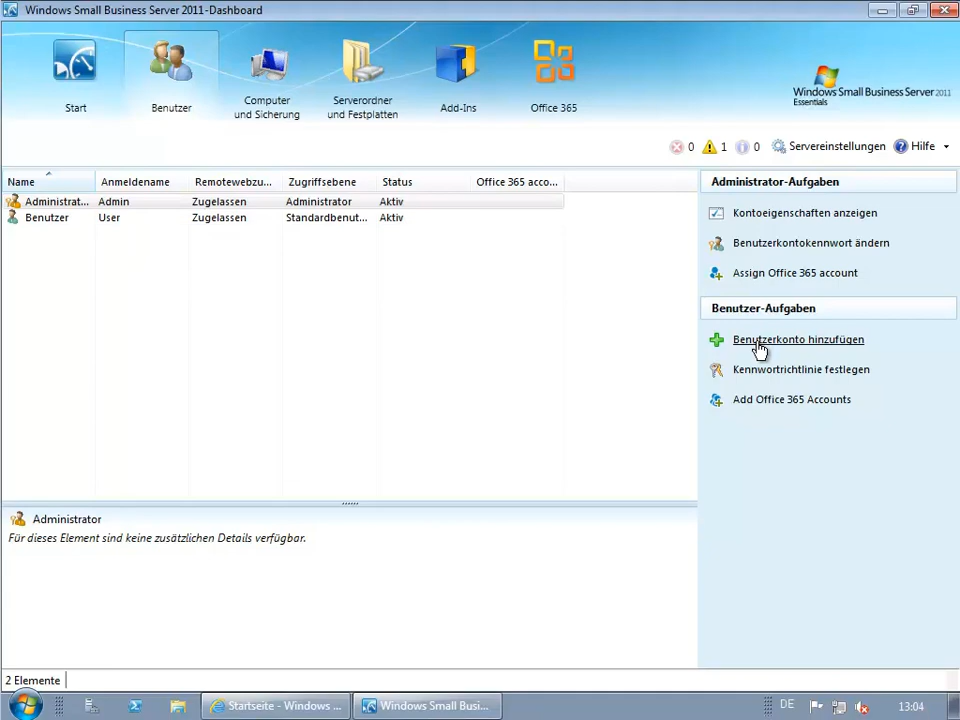 Windows Small Business Server 2011-Dashboard
Start
Benutzer
Computer
und Sicherung
Serverordner
und Festplatten
Add-Ins
Office 365
Windows Small Business Server 2011
Essentials
0
1
0
Servereinstellungen
Hilfe
Name
Anmeldename
Remotewebzu...
Zugriffsebene
Status
Office 365 acco...
Administrat...
Admin
Zugelassen
Administrator
Aktiv
Benutzer
User
Zugelassen
Standardbenut...
Aktiv
Administrator-Aufgaben
Kontoeigenschaften anzeigen
Benutzerkontokennwort ändern
Assign Office 365 account
Benutzer-Aufgaben
Benutzerkonto hinzufügen
Kennwortrichtlinie festlegen
Add Office 365 Accounts
Administrator
Für dieses Element sind keine zusätzlichen Details verfügbar.
2 Elemente
Startseite - Windows ...
Windows Small Busi...
DE
13:04